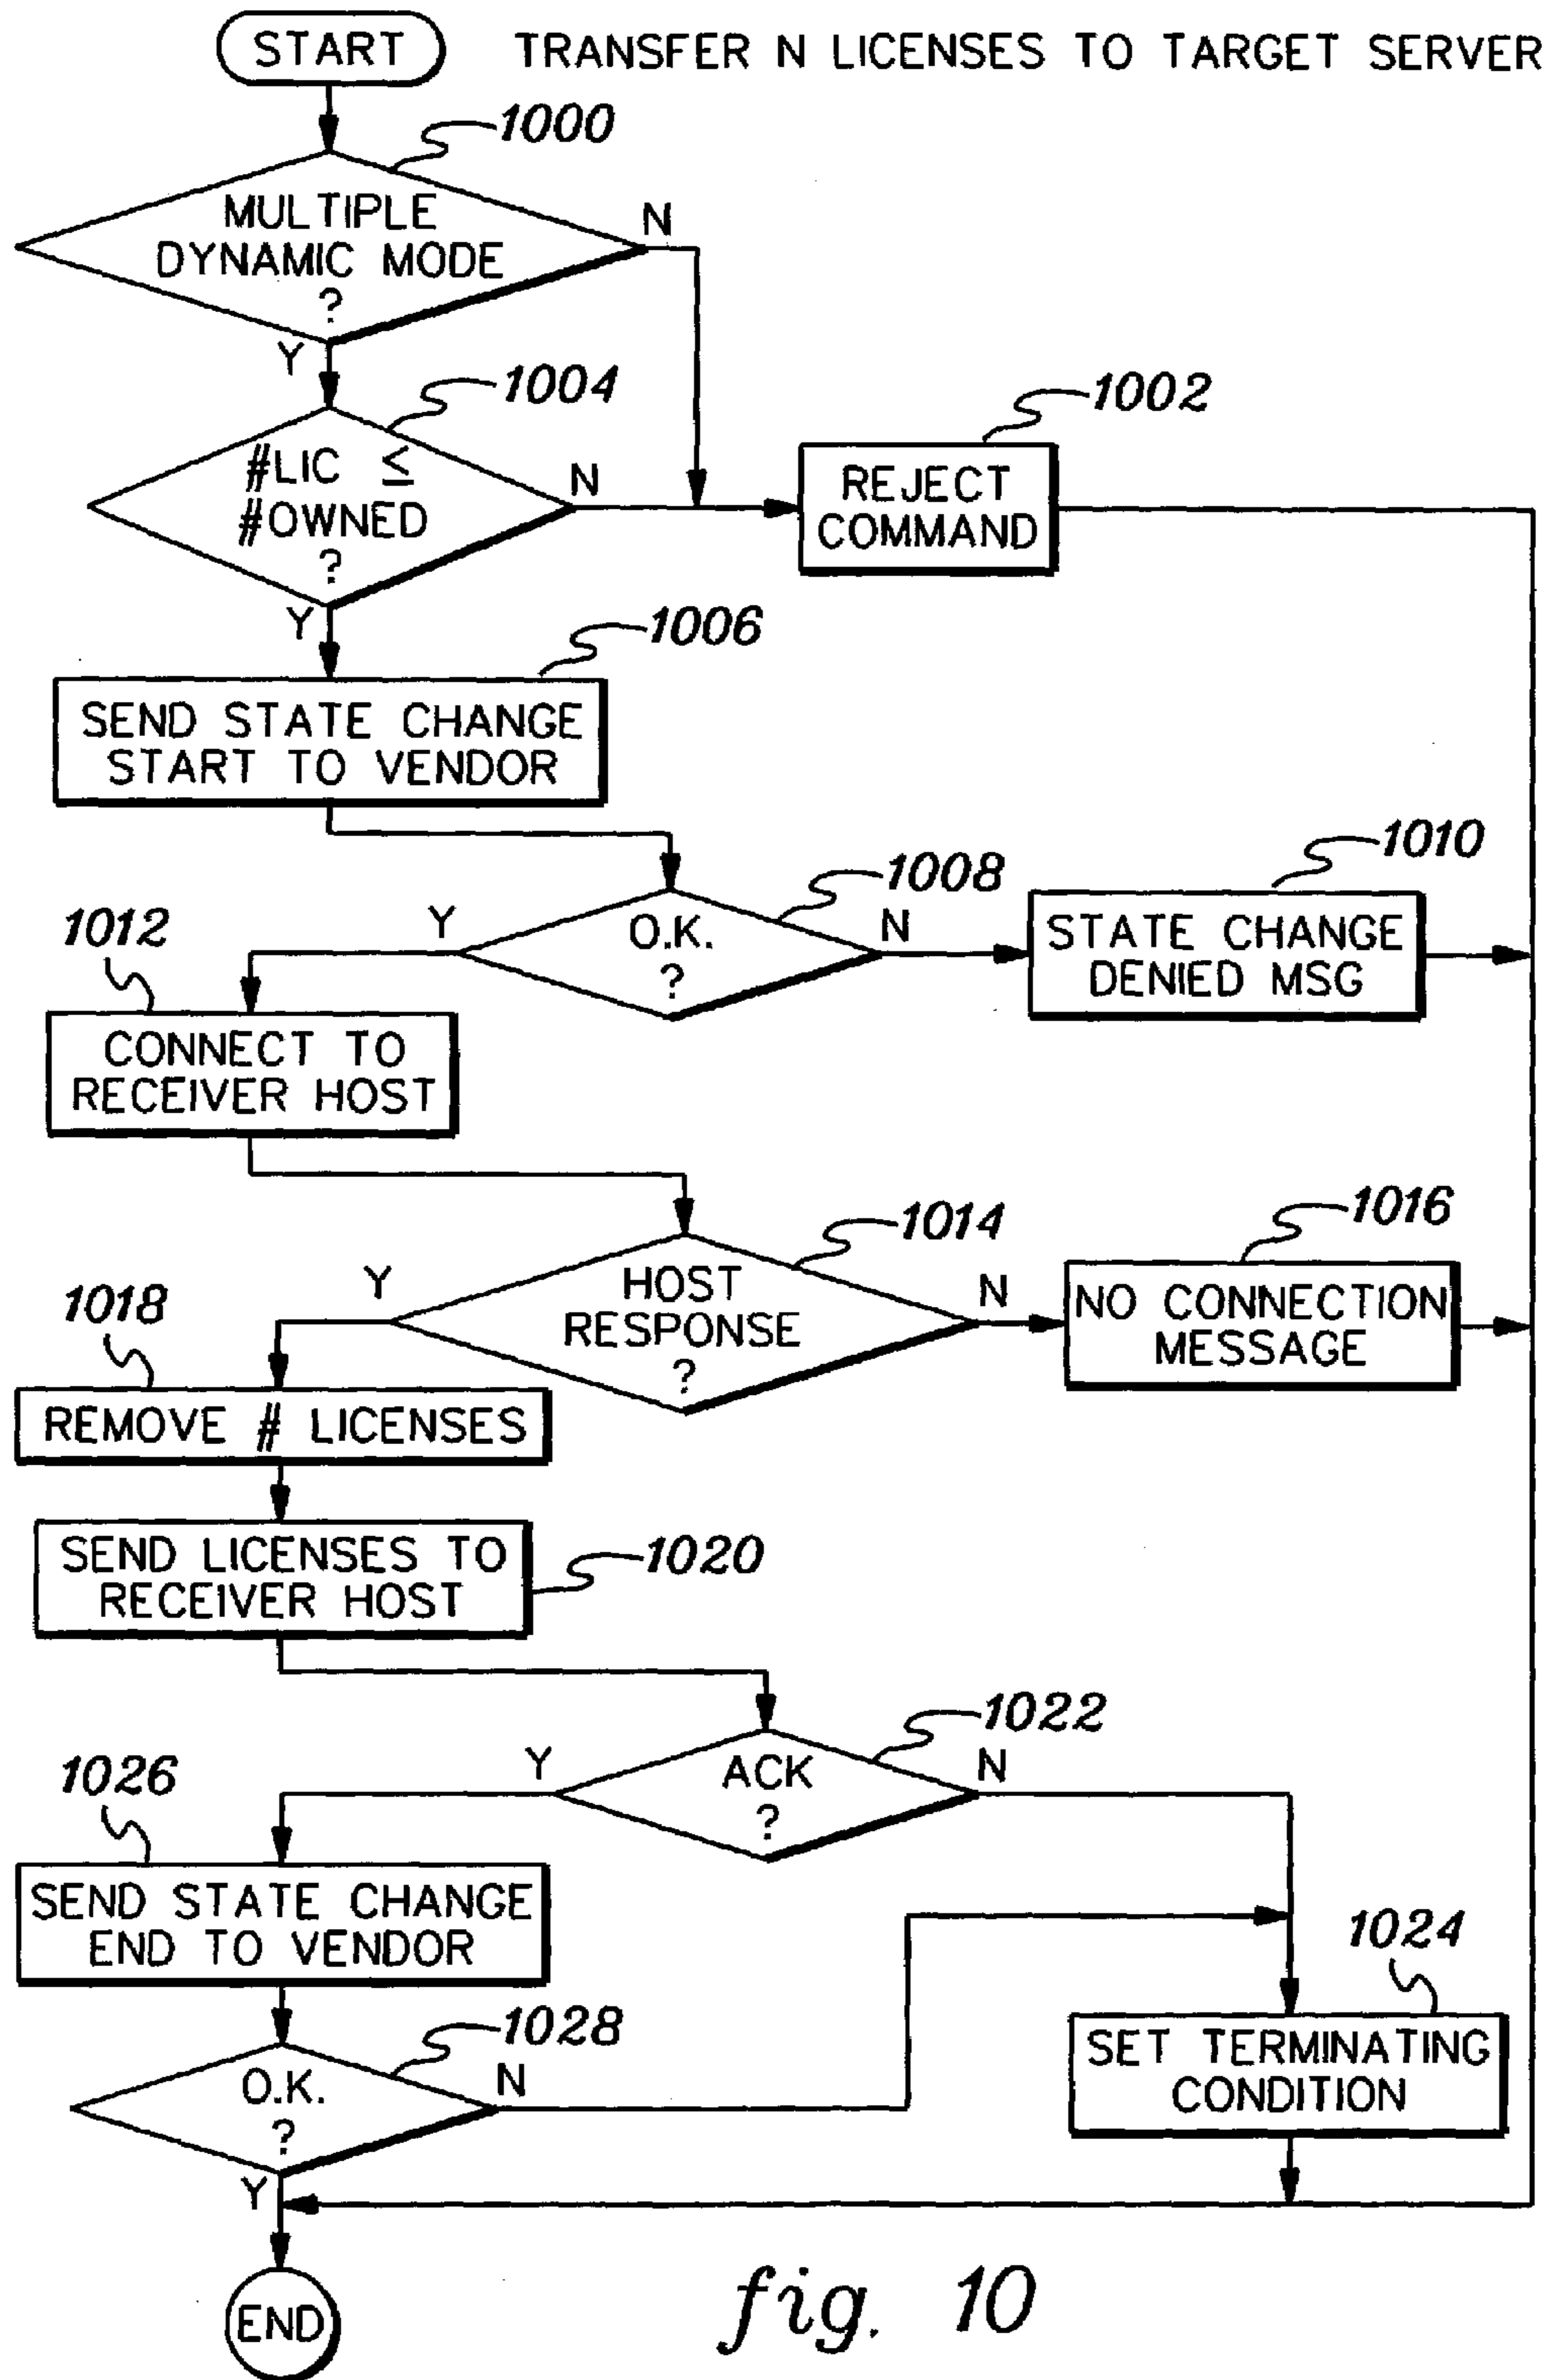 START
TRANSFER N LICENSES TO TARGET SERVER
1000
MULTIPLE
DYNAMIC MODE
?
N
Y
1004
#LIC ≤
#OWNED
?
N
Y
1002
REJECT
COMMAND
1006
SEND STATE CHANGE
START TO VENDOR
1008
O.K.
?
Y
N
1010
STATE CHANGE
DENIED MSG
1012
CONNECT TO
RECEIVER HOST
1014
HOST
RESPONSE
?
Y
N
1016
NO CONNECTION
MESSAGE
1018
REMOVE # LICENSES
SEND LICENSES TO
RECEIVER HOST
1020
1022
ACK
?
Y
N
1026
SEND STATE CHANGE
END TO VENDOR
1024
SET TERMINATING
CONDITION
1028
O.K.
?
N
Y
END
fig. 10